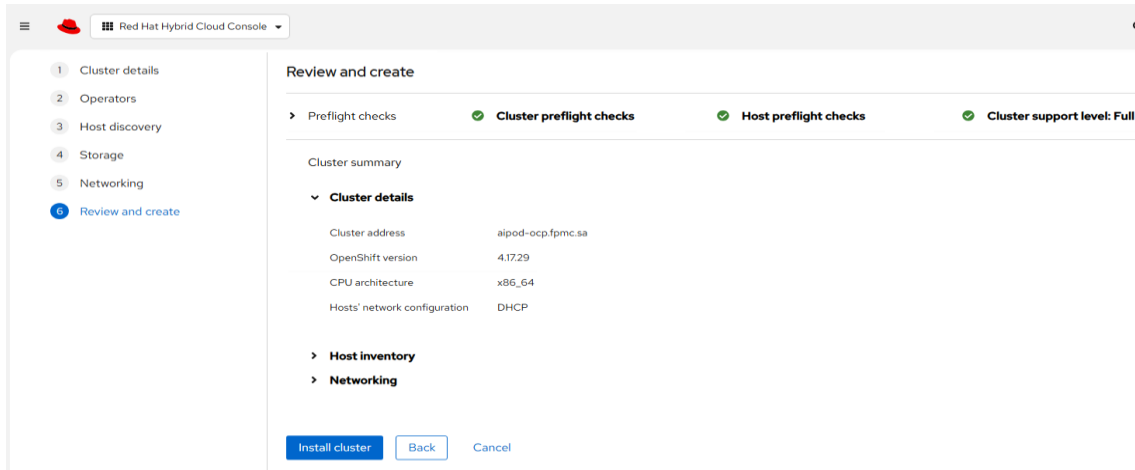 Red Hat Hybrid Cloud Console
1 Cluster details
2 Operators
3 Host discovery
4 Storage
5 Networking
6 Review and create
Review and create
Preflight checks Cluster preflight checks Host preflight checks Cluster support level: Full
Cluster summary
Cluster details
Cluster address aipod-ocp.fpmc.sa
OpenShift version 4.17.29
CPU architecture x86_64
Hosts' network configuration DHCP
Host inventory
Networking
Install cluster Back Cancel